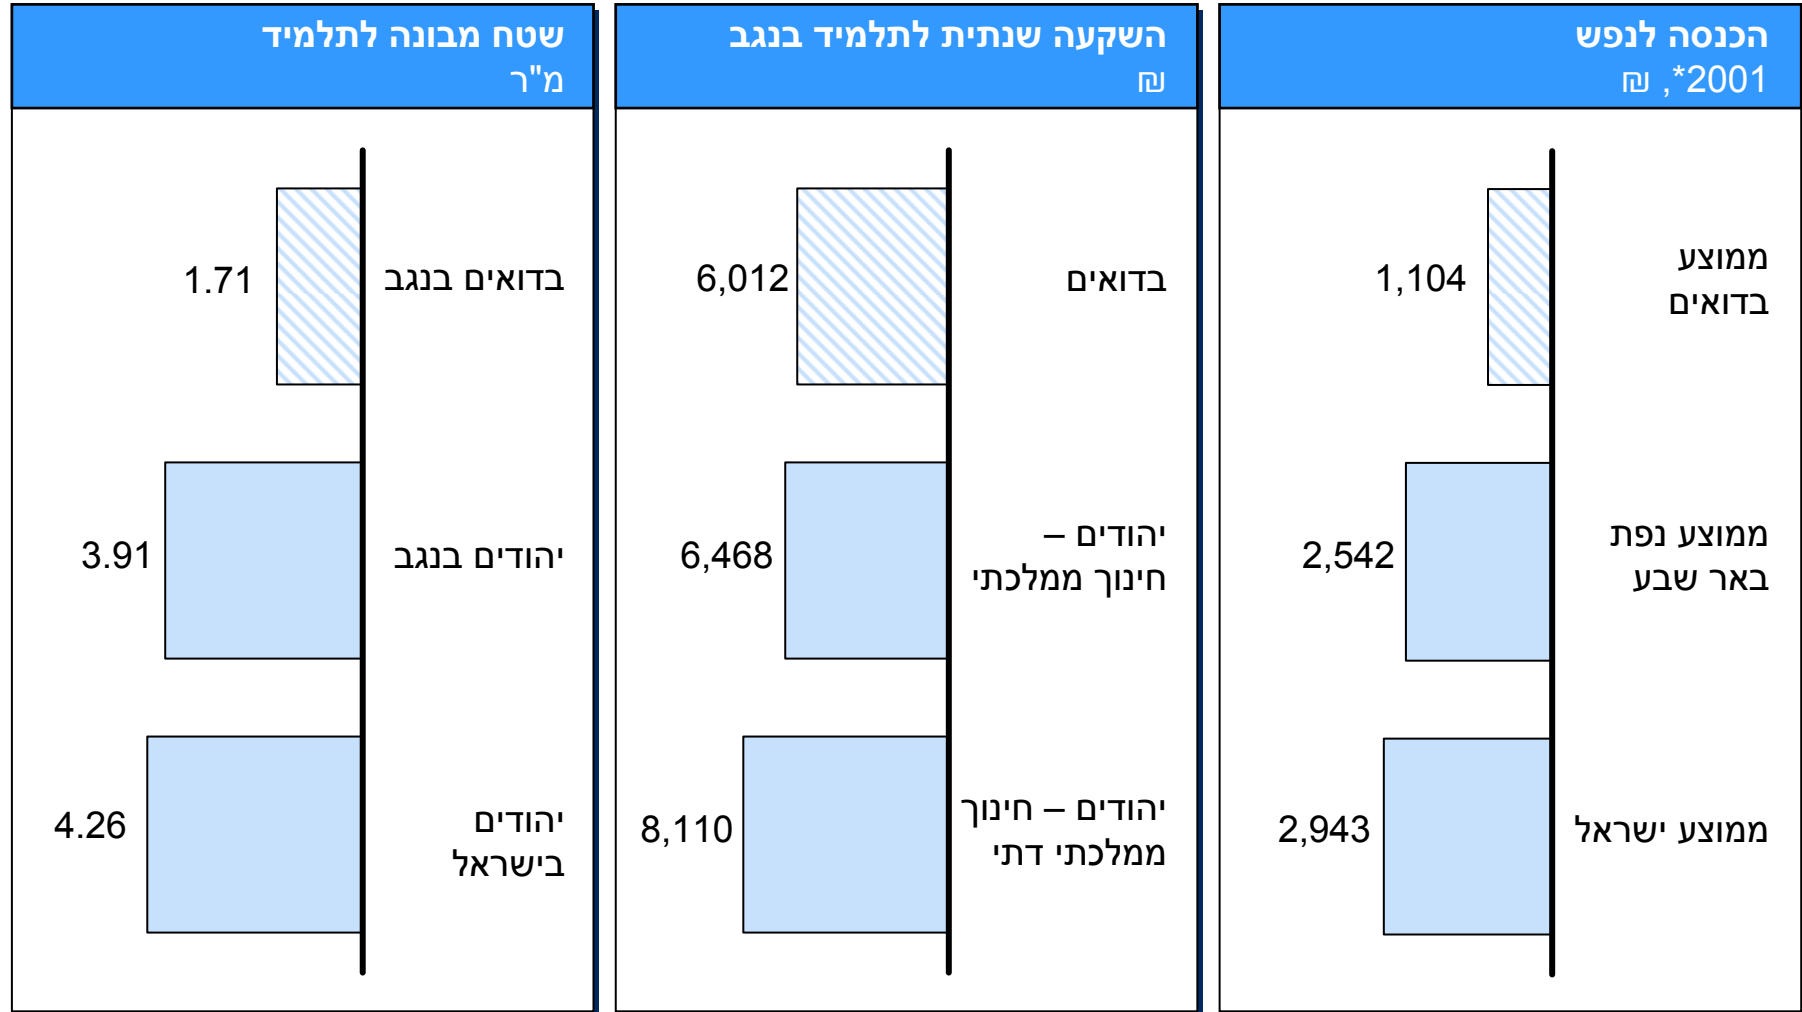 הכנסה לנפש
2001*, ₪
ממוצע
בדואים
1,104
ממוצע נפת
באר שבע
2,542
ממוצע ישראל
2,943
השקעה שנתית לתלמיד בנגב
₪
בדואים
6,012
יהודים –
חינוך ממלכתי
6,468
יהודים – חינוך
ממלכתי דתי
8,110
שטח מבונה לתלמיד
מ"ר
בדואים בנגב
1.71
יהודים בנגב
3.91
יהודים
בישראל
4.26